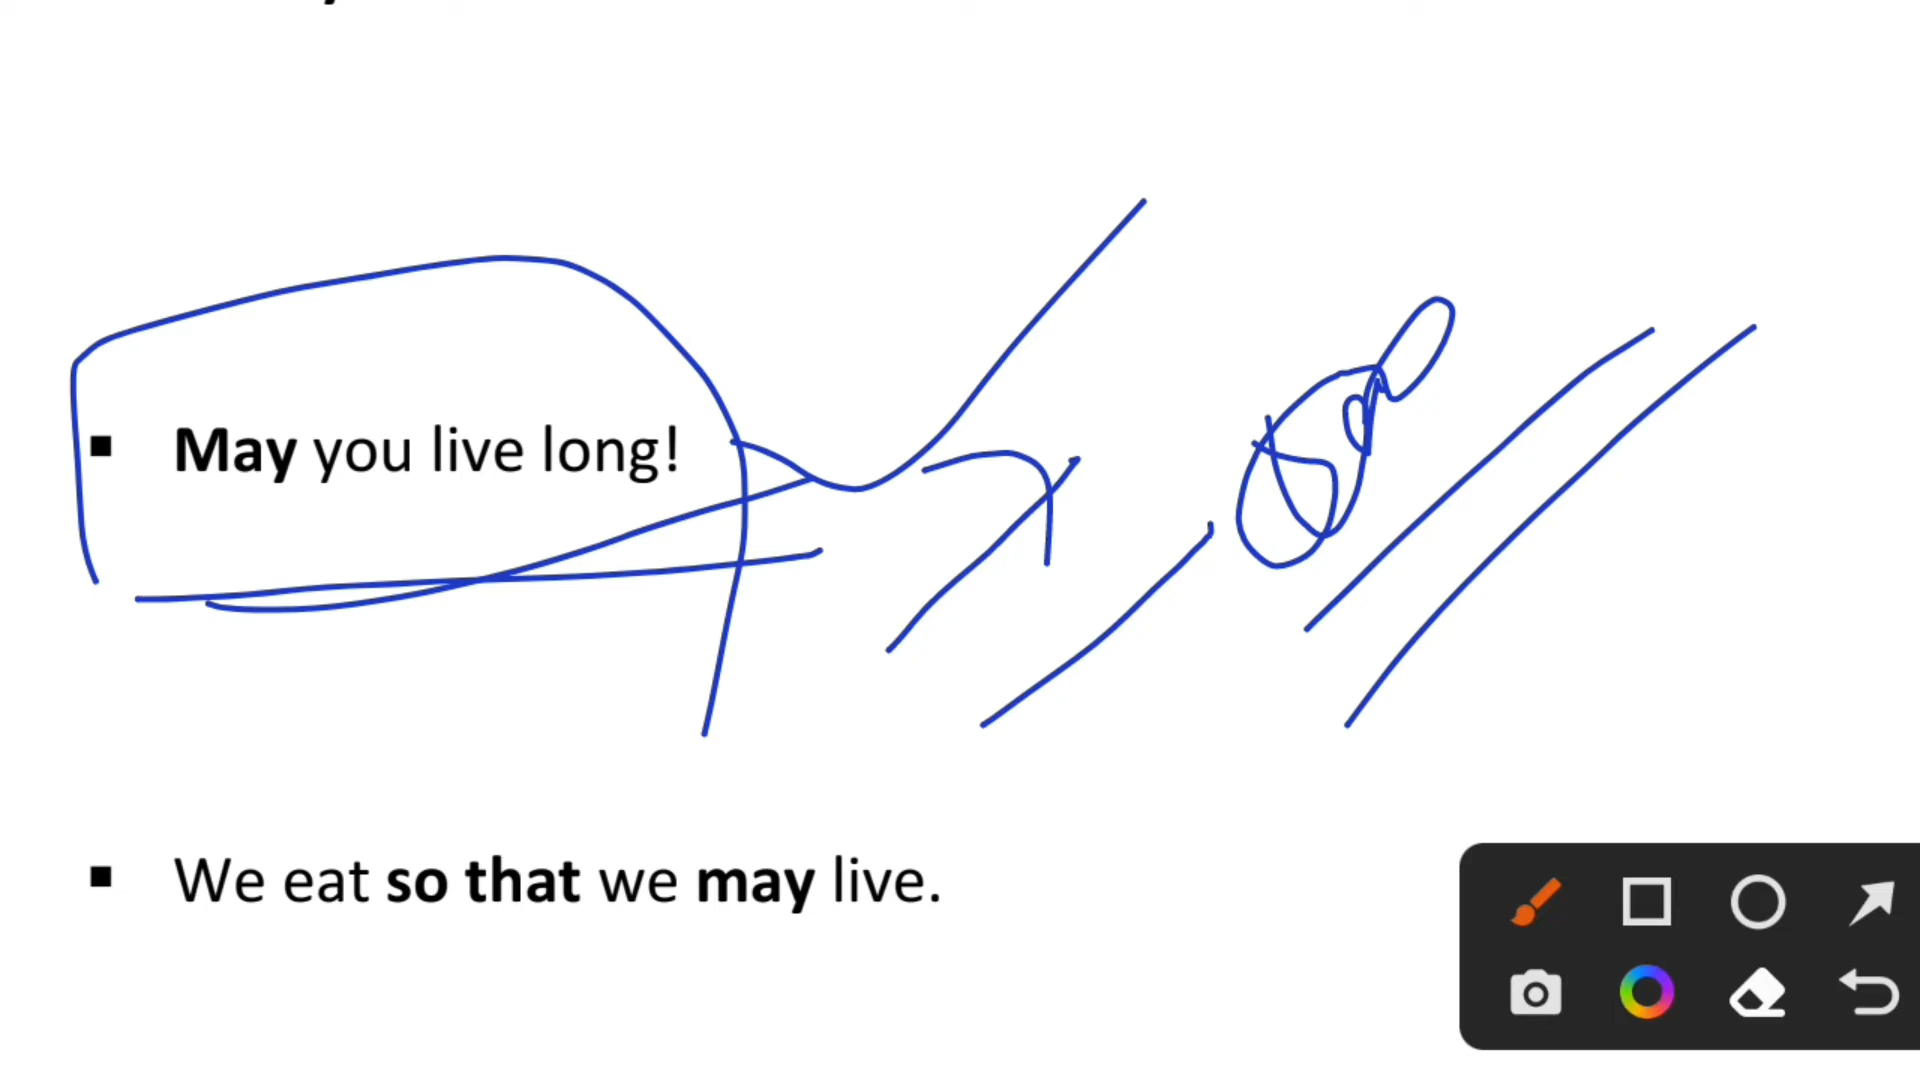 ▪ May you live long!
▪ We eat so that we may live.